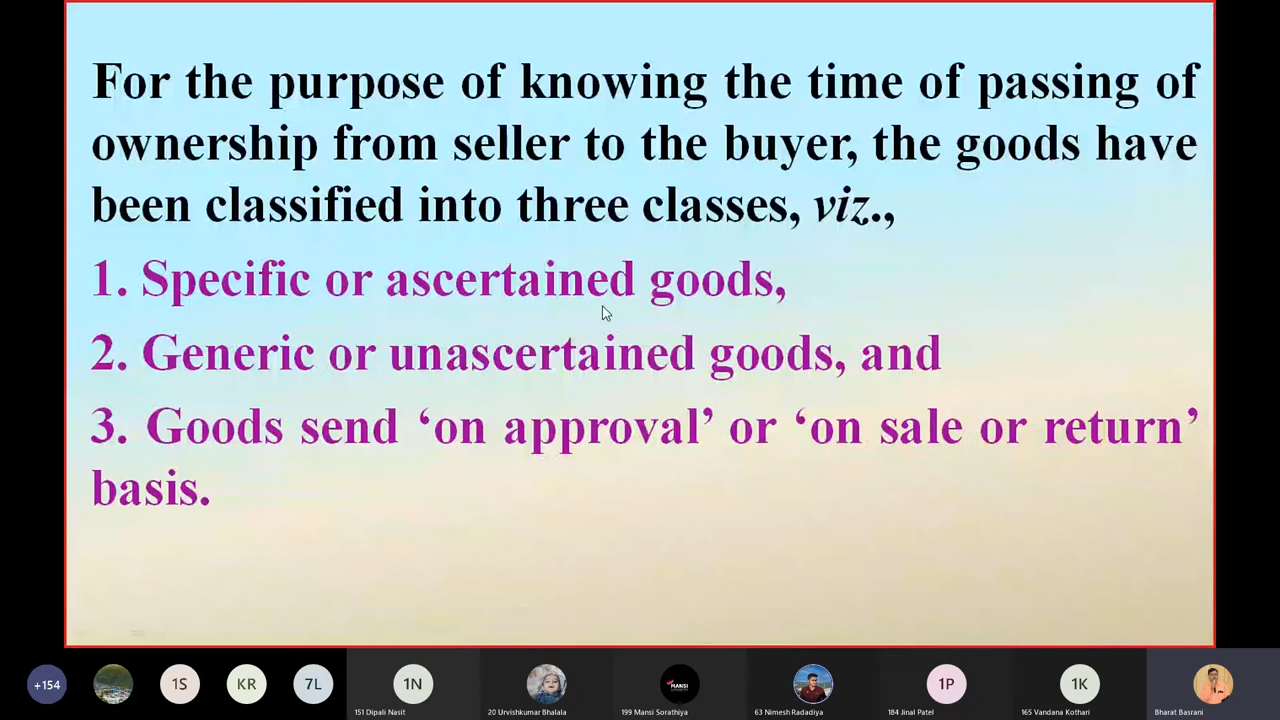 For the purpose of knowing the time of passing of
ownership from seller to the buyer, the goods have
been classified into three classes, viz.,
1. Specific or ascertained goods,
2. Generic or unascertained goods, and
3. Goods send ‘on approval’ or ‘on sale or return’
basis.
+154
1S
KR
7L
1N
MANSI
1P
1K
151 Dipali Nasit
20 Urvishkumar Bhalala
199 Mansi Sorathiya
63 Nimesh Radadiya
184 Jinal Patel
165 Vandana Kothari
Bharat Basrani